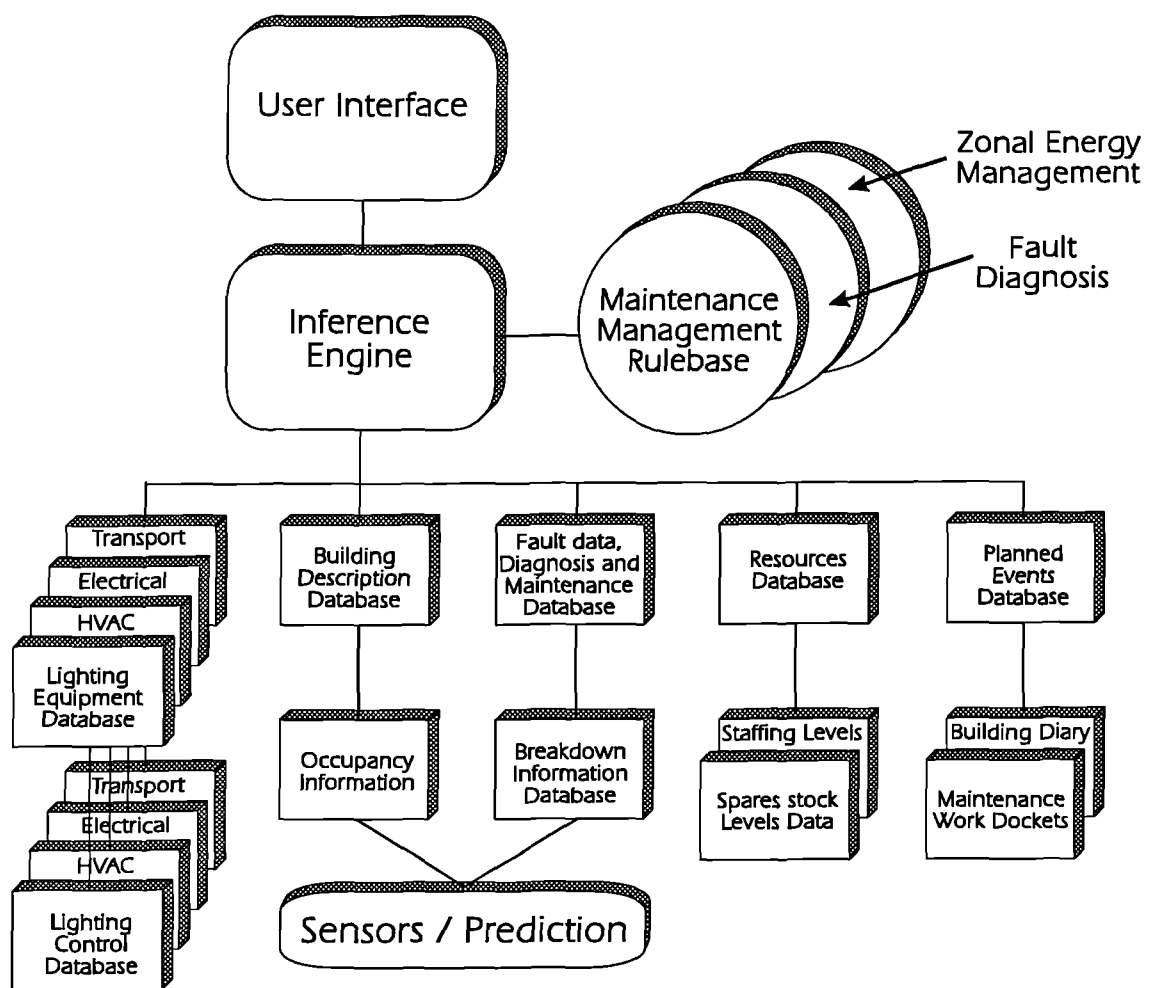 User Interface
Zonal Energy
Management
Fault
Diagnosis
Inference
Engine
Maintenance
Management
Rulebase
Transport
Electrical
HVAC
Lighting
Equipment
Database
Building
Description
Database
Fault data,
Diagnosis and
Maintenance
Database
Resources
Database
Planned
Events
Database
Transport
Electrical
HVAC
Lighting
Control
Database
Occupancy
Information
Breakdown
Information
Database
Staffing Levels
Spares stock
Levels Data
Building Diary
Maintenance
Work Dockets
Sensors / Prediction